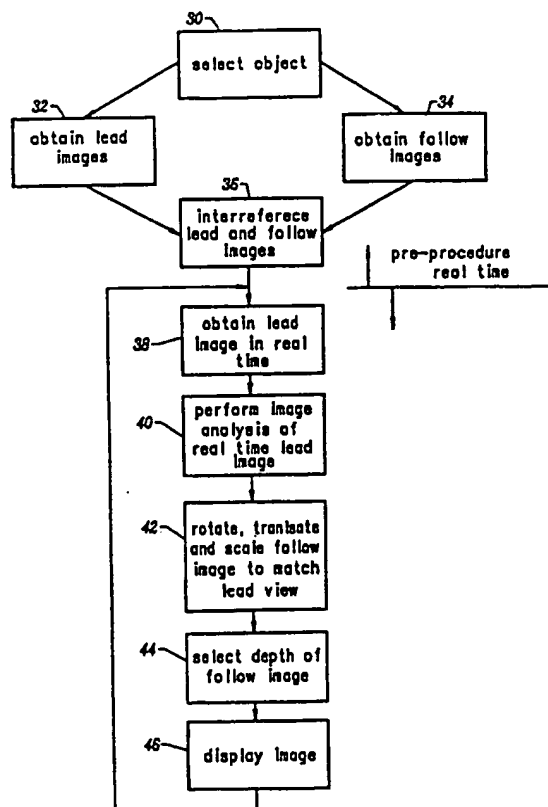 30
select object
32
obtain lead
images
34
obtain follow
images
36
interreferece
lead and follow
images
pre-procedure
real time
38
obtain lead
image in real
time
40
perform image
analysis of
real time lead
image
42
rotate, translate
and scale follow
image to match
lead view
44
select depth of
follow image
46
display image